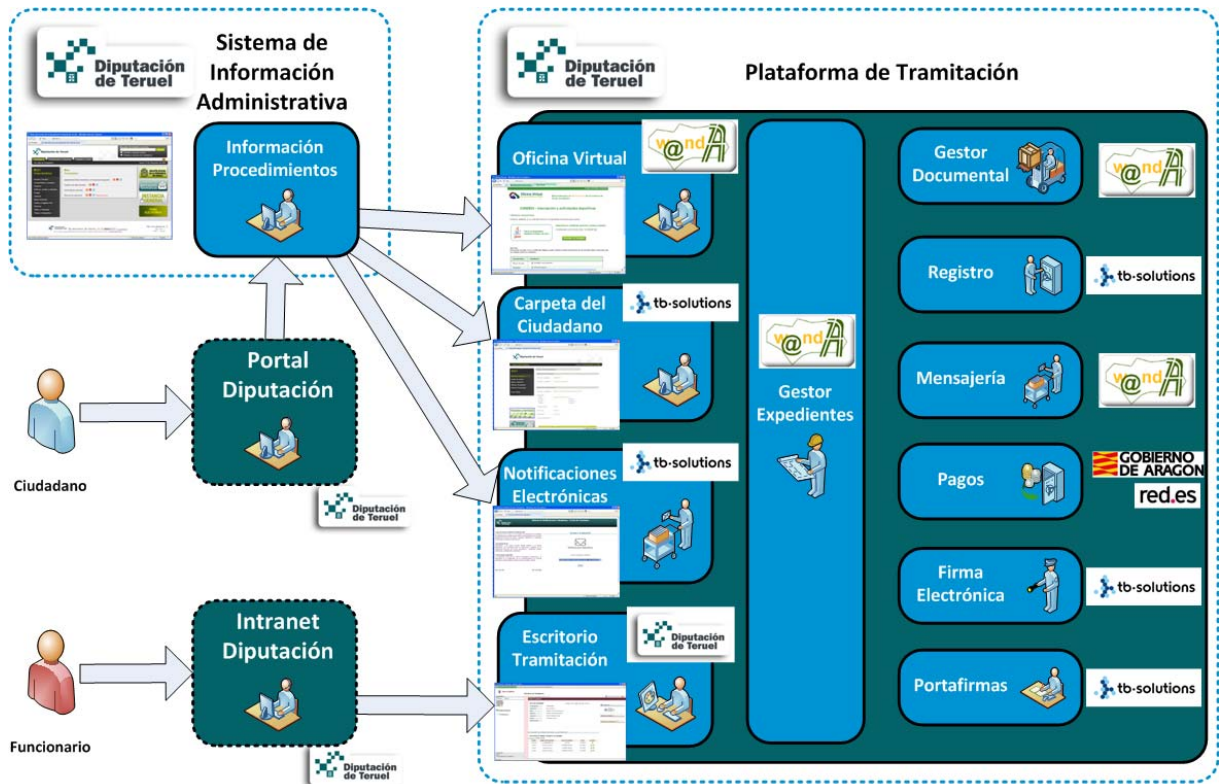 Diputación
de Teruel
Sistema de
Información
Administrativa
Información
Procedimientos
Portal
Diputación
Ciudadano
Diputación
de Teruel
Intranet
Diputación
Funcionario
Diputación
de Teruel
Diputación
de Teruel
Plataforma de Tramitación
Oficina Virtual
w@ndA
Carpeta del
Ciudadano
tb·solutions
Notificaciones
Electrónicas
tb·solutions
Escritorio
Tramitación
Diputación
de Teruel
w@ndA
Gestor
Expedientes
Gestor
Documental
w@ndA
Registro
tb·solutions
Mensajería
w@ndA
Pagos
GOBIERNO
DE ARAGON
red.es
Firma
Electrónica
tb·solutions
Portafirmas
tb·solutions